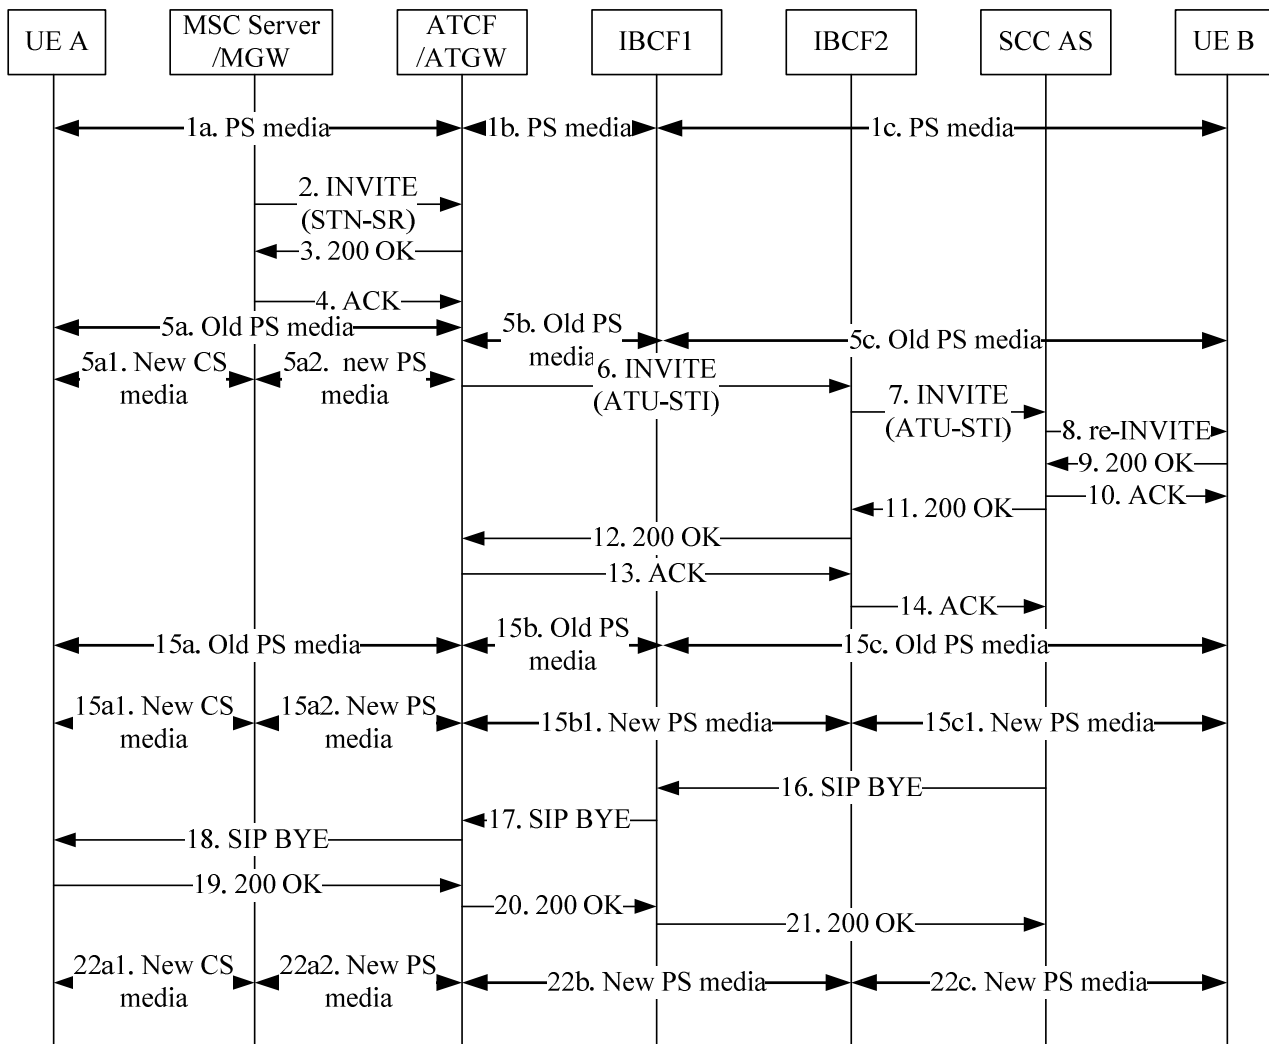 UE A
MSC Server
/MGW
ATCF
/ATGW
IBCF1
IBCF2
SCC AS
UE B
1a. PS media
1b. PS media
1c. PS media
2. INVITE
(STN-SR)
3. 200 OK
4. ACK
5a. Old PS media
5b. Old PS
media
5c. Old PS media
5a1. New CS
media
5a2. new PS
media
6. INVITE
(ATU-STI)
7. INVITE
(ATU-STI)
8. re-INVITE
9. 200 OK
10. ACK
11. 200 OK
12. 200 OK
13. ACK
14. ACK
15a. Old PS media
15b. Old PS
media
15c. Old PS media
15a1. New CS
media
15a2. New PS
media
15b1. New PS media
15c1. New PS media
16. SIP BYE
17. SIP BYE
18. SIP BYE
19. 200 OK
20. 200 OK
21. 200 OK
22a1. New CS
media
22a2. New PS
media
22b. New PS media
22c. New PS media